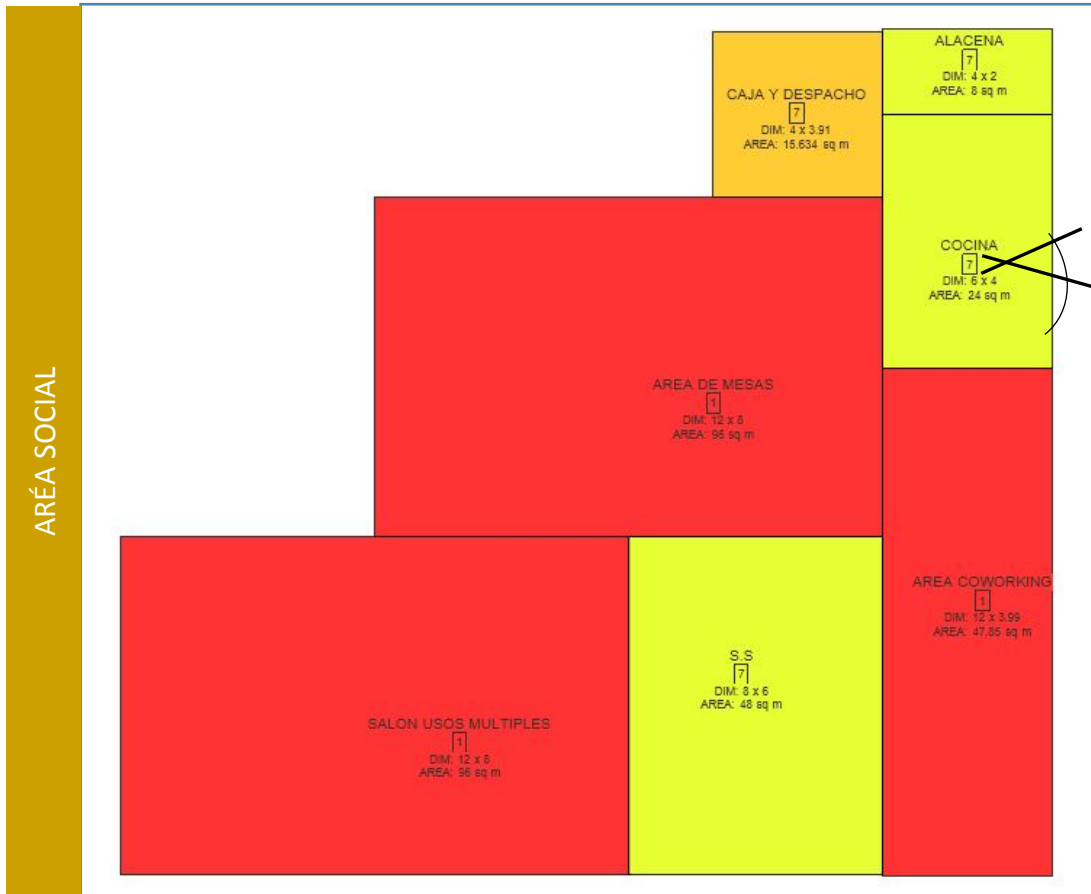 ARÉA SOCIAL
ALACENA
7
DIM: 4 x 2
AREA: 8 sq m
CAJA Y DESPACHO
7
DIM: 4 x 3.91
AREA: 15.634 sq m
COCINA
7
DIM: 6 x 4
AREA: 24 sq m
AREA DE MESAS
1
DIM: 12 x 8
AREA: 96 sq m
AREA COWORKING
1
DIM: 12 x 3.99
AREA: 47.85 sq m
S.S
7
DIM: 8 x 6
AREA: 48 sq m
SALON USOS MULTIPLES
1
DIM: 12 x 8
AREA: 96 sq m